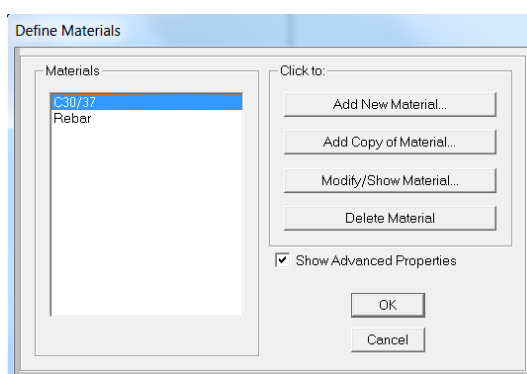 Define Materials
Materials
C30/37
Rebar
Click to:
Add New Material...
Add Copy of Material...
Modify/Show Material...
Delete Material
Show Advanced Properties
OK
Cancel